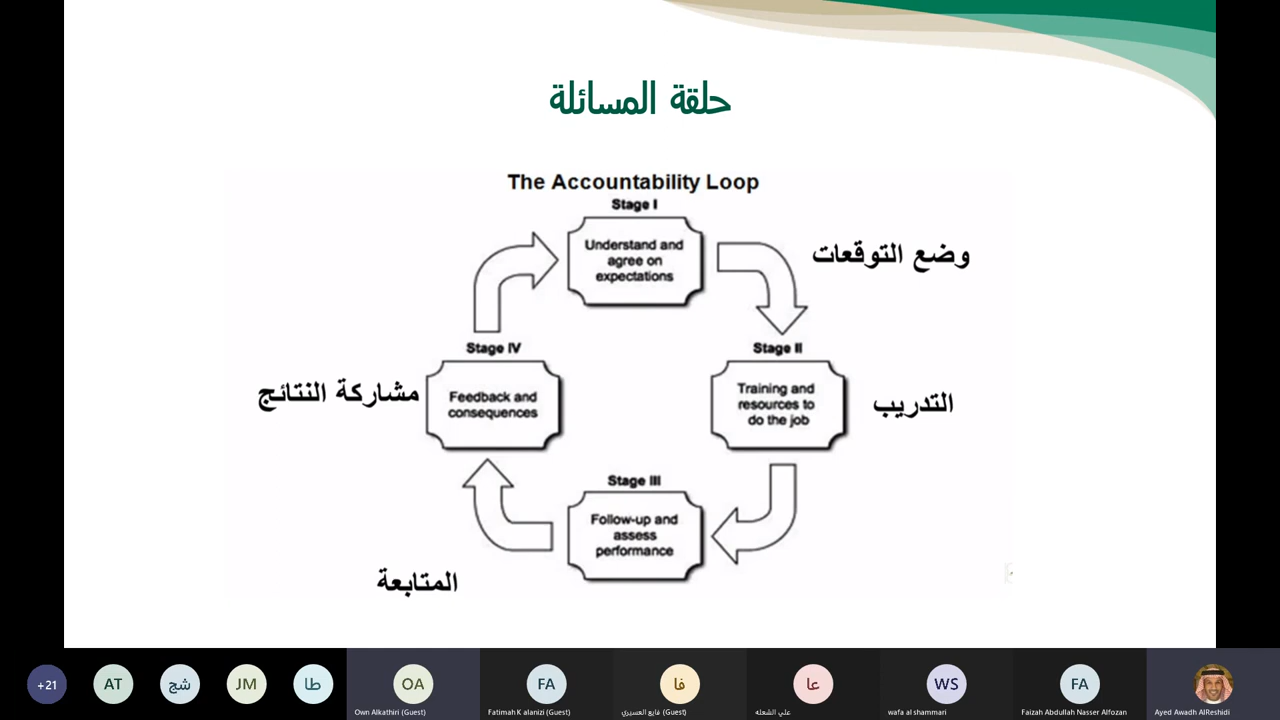 حلقة المسائلة
The Accountability Loop
Stage I
Understand and
agree on
expectations
وضع التوقعات
Stage IV
Stage II
مشاركة النتائج
Feedback and
consequences
Training and
resources to
do the job
التدريب
Stage III
Follow-up and
assess
performance
المتابعة
+21
AT
شج
JM
طا
OA
FA
فا
عا
WS
FA
Own Alkathiri (Guest)
Fatimah K alanizi (Guest)
فايع العسيري (Guest)
علي الشعله
wafa al shammari
Faizah Abdullah Nasser Alfozan
Ayed Awadh AlReshidi